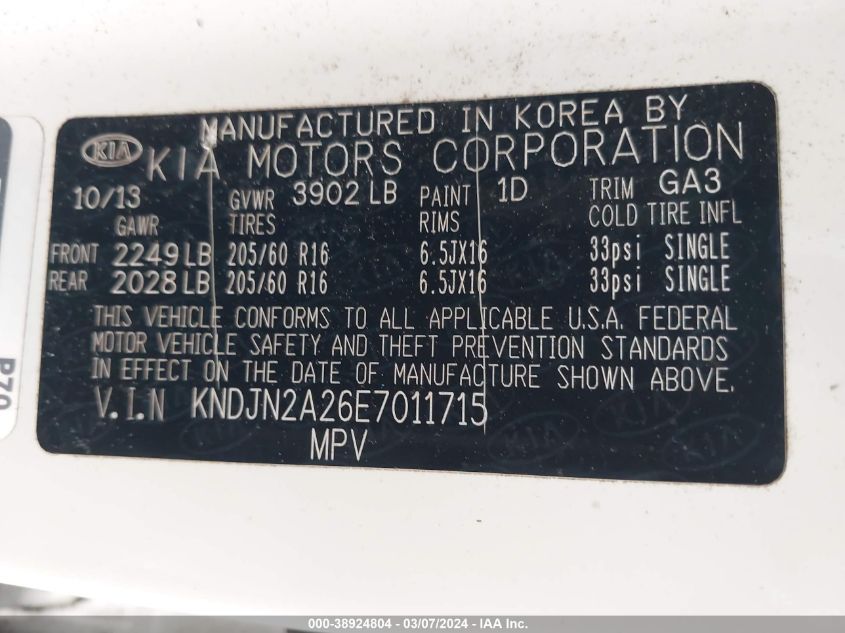 MANUFACTURED IN KOREA BY
KIA KIA MOTORS CORPORATION
10/13 GVWR 3902 LB PAINT 1D TRIM GA3
GAWR TIRES RIMS COLD TIRE INFL
FRONT 2249 LB 205/60 R16 6.5JX16 33psi SINGLE
REAR 2028 LB 205/60 R16 6.5JX16 33psi SINGLE
THIS VEHICLE CONFORMS TO ALL APPLICABLE U.S.A. FEDERAL
MOTOR VEHICLE SAFETY AND THEFT PREVENTION STANDARDS
IN EFFECT ON THE DATE OF MANUFACTURE SHOWN ABOVE.
V.I.N KNDJN2A26E7011715
MPV
P70
000-38924804 - 03/07/2024 - IAA Inc.